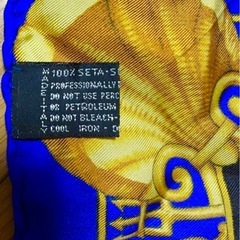 MADE IN ITALY
100% SETA-S
PROFESSIONALLY
DO NOT USE PERC
OR PETROLEUM
DO NOT BLEACH-
COOL IRON - D